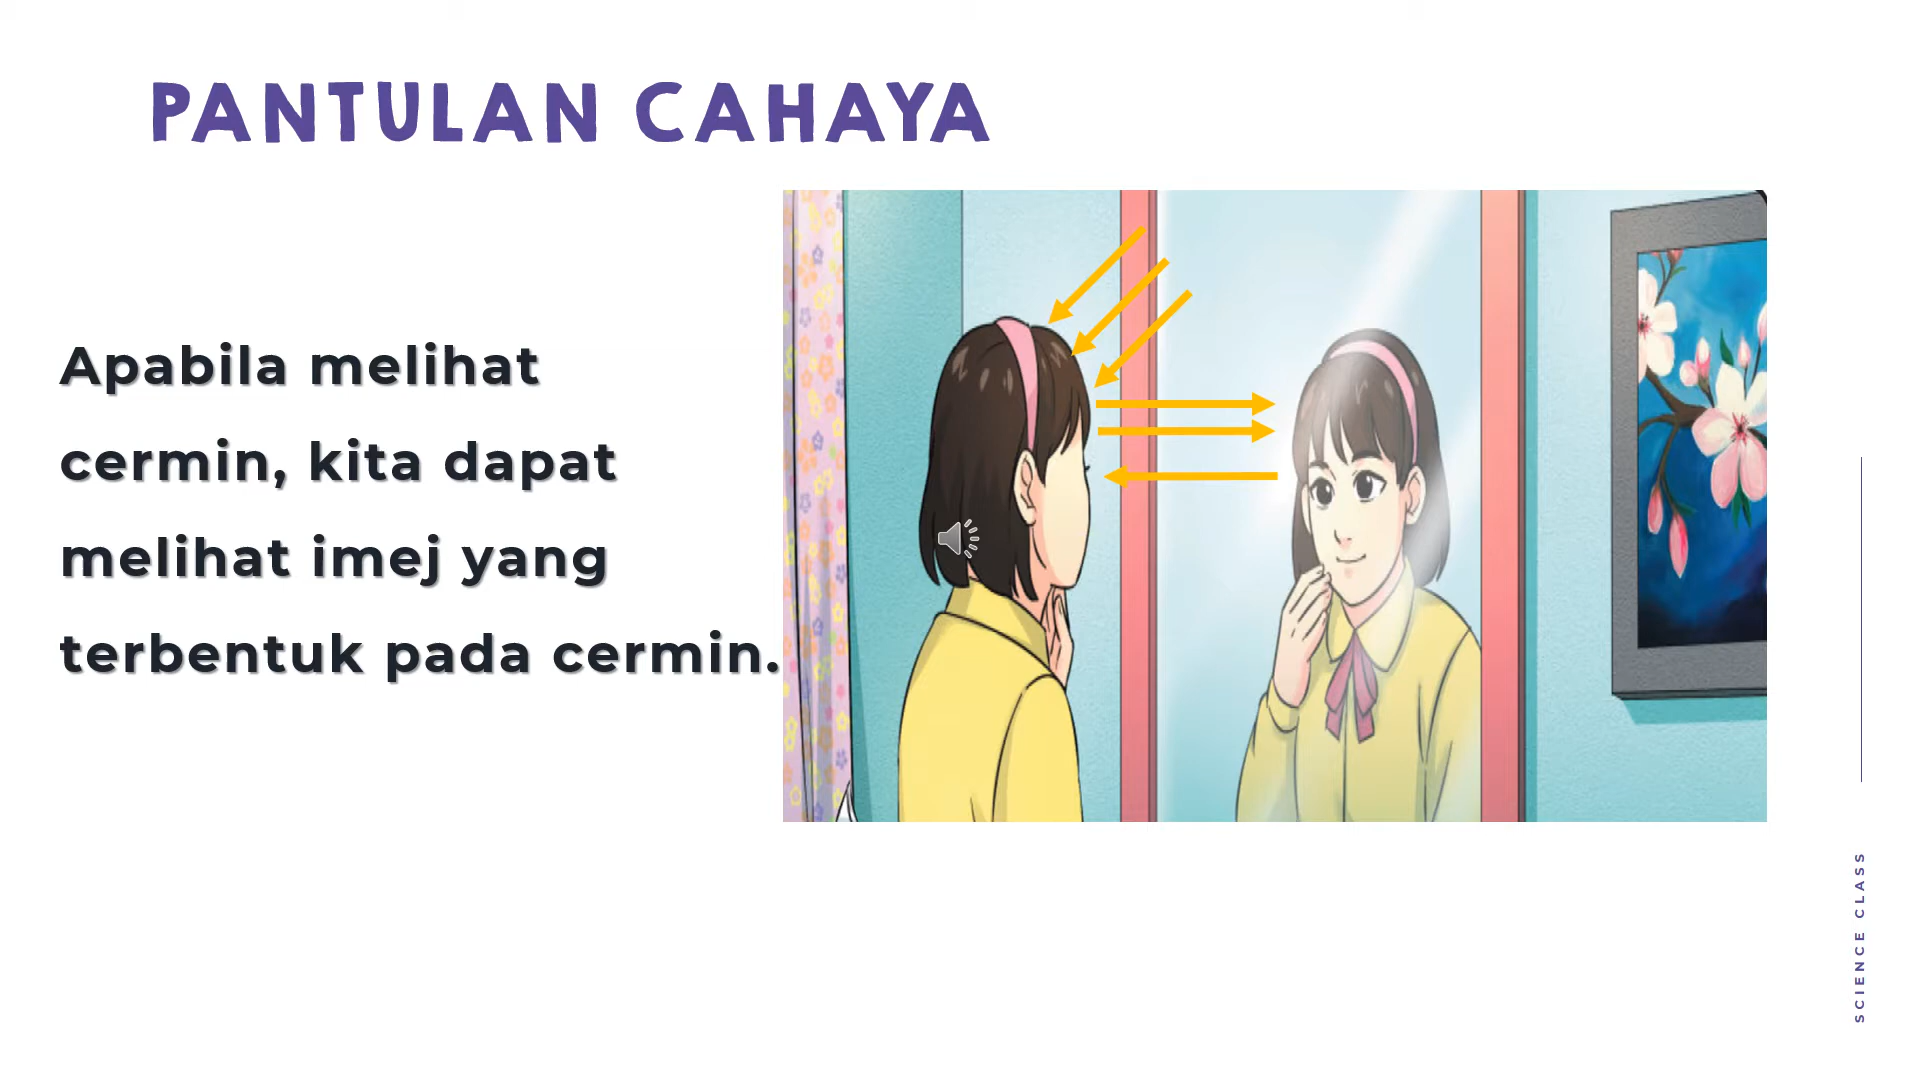 PANTULAN CAHAYA
Apabila melihat
cermin, kita dapat
melihat imej yang
terbentuk pada cermin.
SCIENCE CLASS